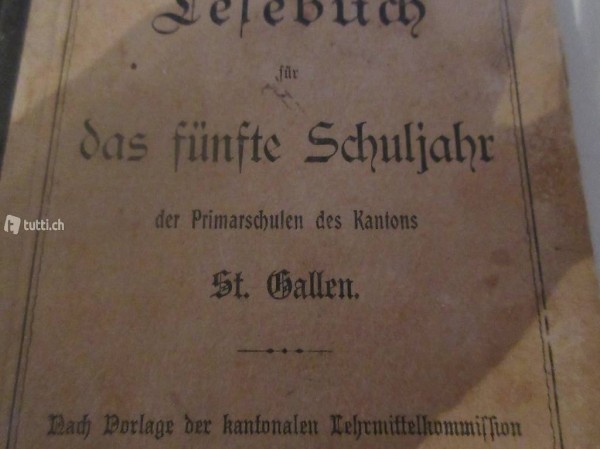 Lesebuch
für
das fünfte Schuljahr
der Primarschulen des Kantons
St. Gallen.
Nach Vorlage der kantonalen Lehrmittelkommission
tutti.ch